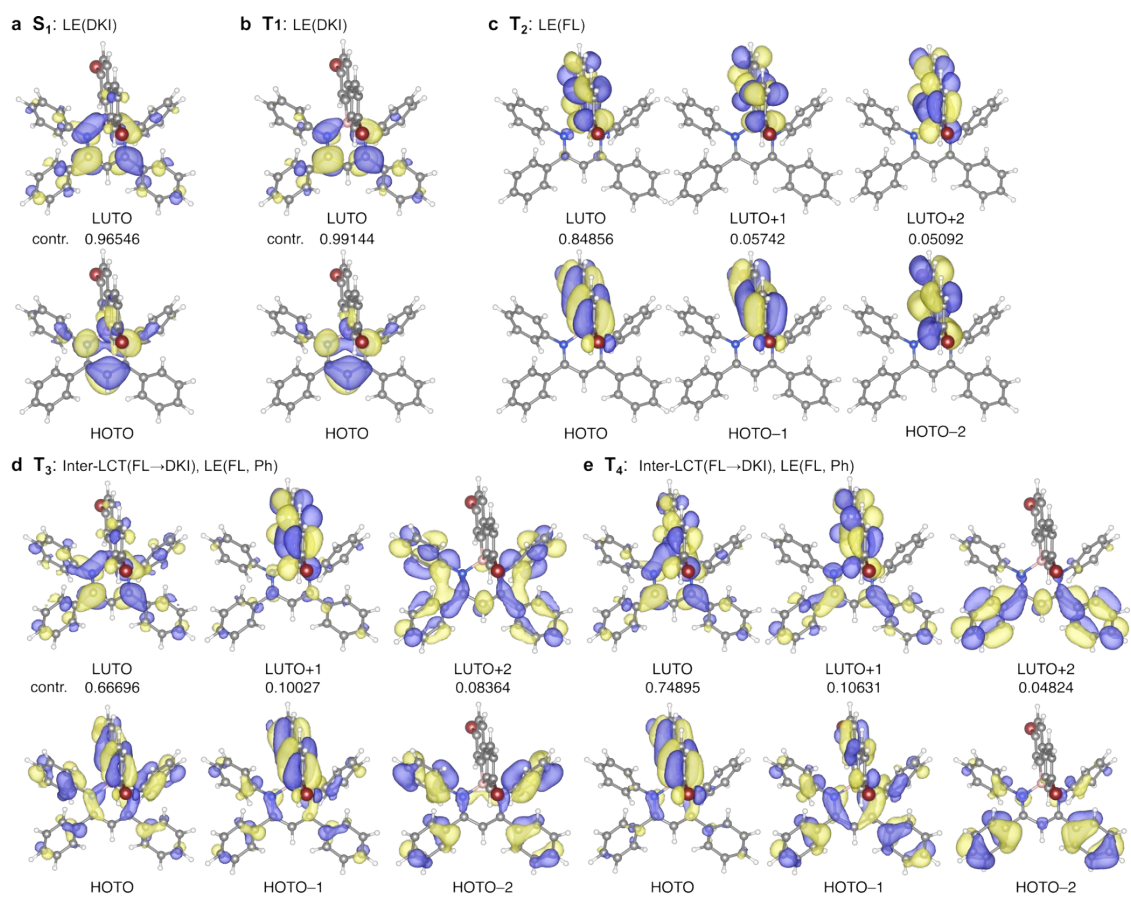 a S1: LE(DKI)
b T1: LE(DKI)
c T2: LE(FL)
LUTO
LUTO
LUTO
LUTO+1
LUTO+2
contr. 0.96546
contr. 0.99144
0.84856
0.05742
0.05092
HOTO
HOTO
HOTO
HOTO–1
HOTO–2
d T3: Inter-LCT(FL→DKI), LE(FL, Ph)
e T4: Inter-LCT(FL→DKI), LE(FL, Ph)
LUTO
LUTO+1
LUTO+2
LUTO
LUTO+1
LUTO+2
contr. 0.66696
0.10027
0.08364
0.74895
0.10631
0.04824
HOTO
HOTO–1
HOTO–2
HOTO
HOTO–1
HOTO–2